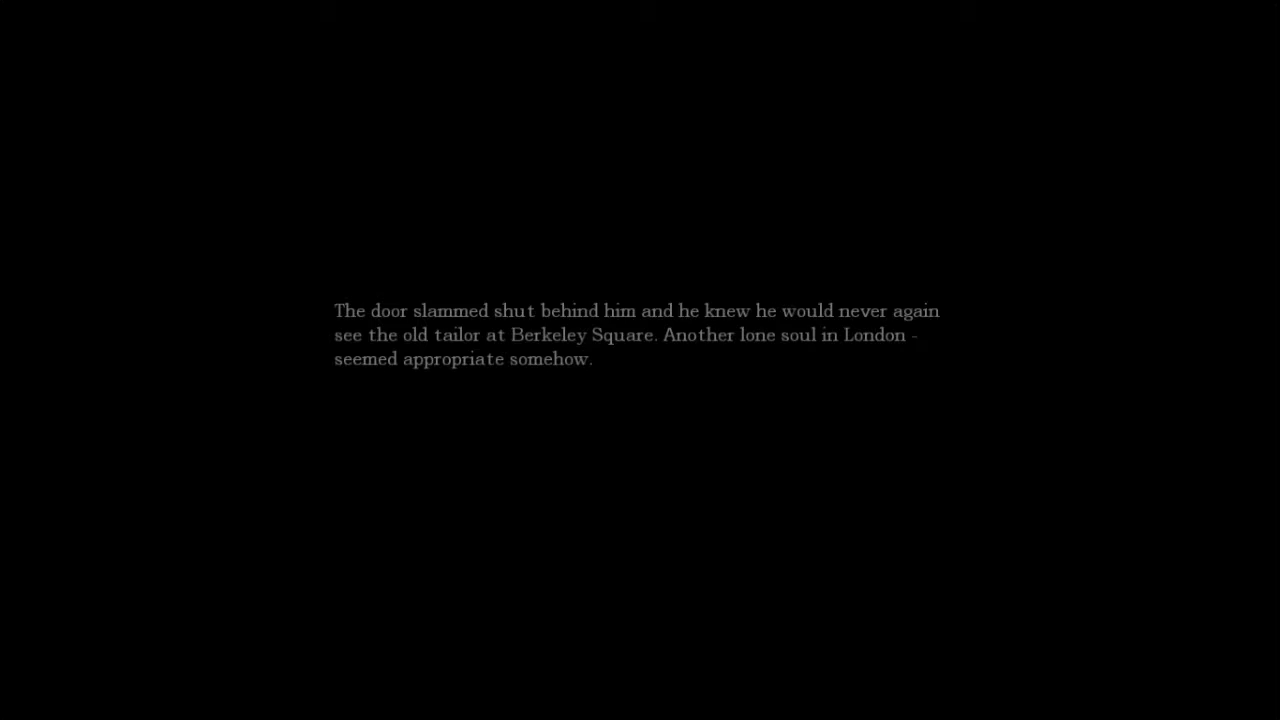 The door slammed shut behind him and he knew he would never again
see the old tailor at Berkeley Square. Another lone soul in London -
seemed appropriate somehow.